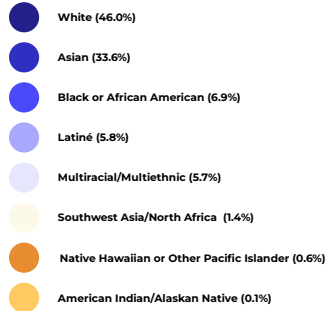 White (46.0%)
Asian (33.6%)
Black or African American (6.9%)
Latiné (5.8%)
Multiracial/Multiethnic (5.7%)
Southwest Asia/North Africa (1.4%)
Native Hawaiian or Other Pacific Islander (0.6%)
American Indian/Alaskan Native (0.1%)